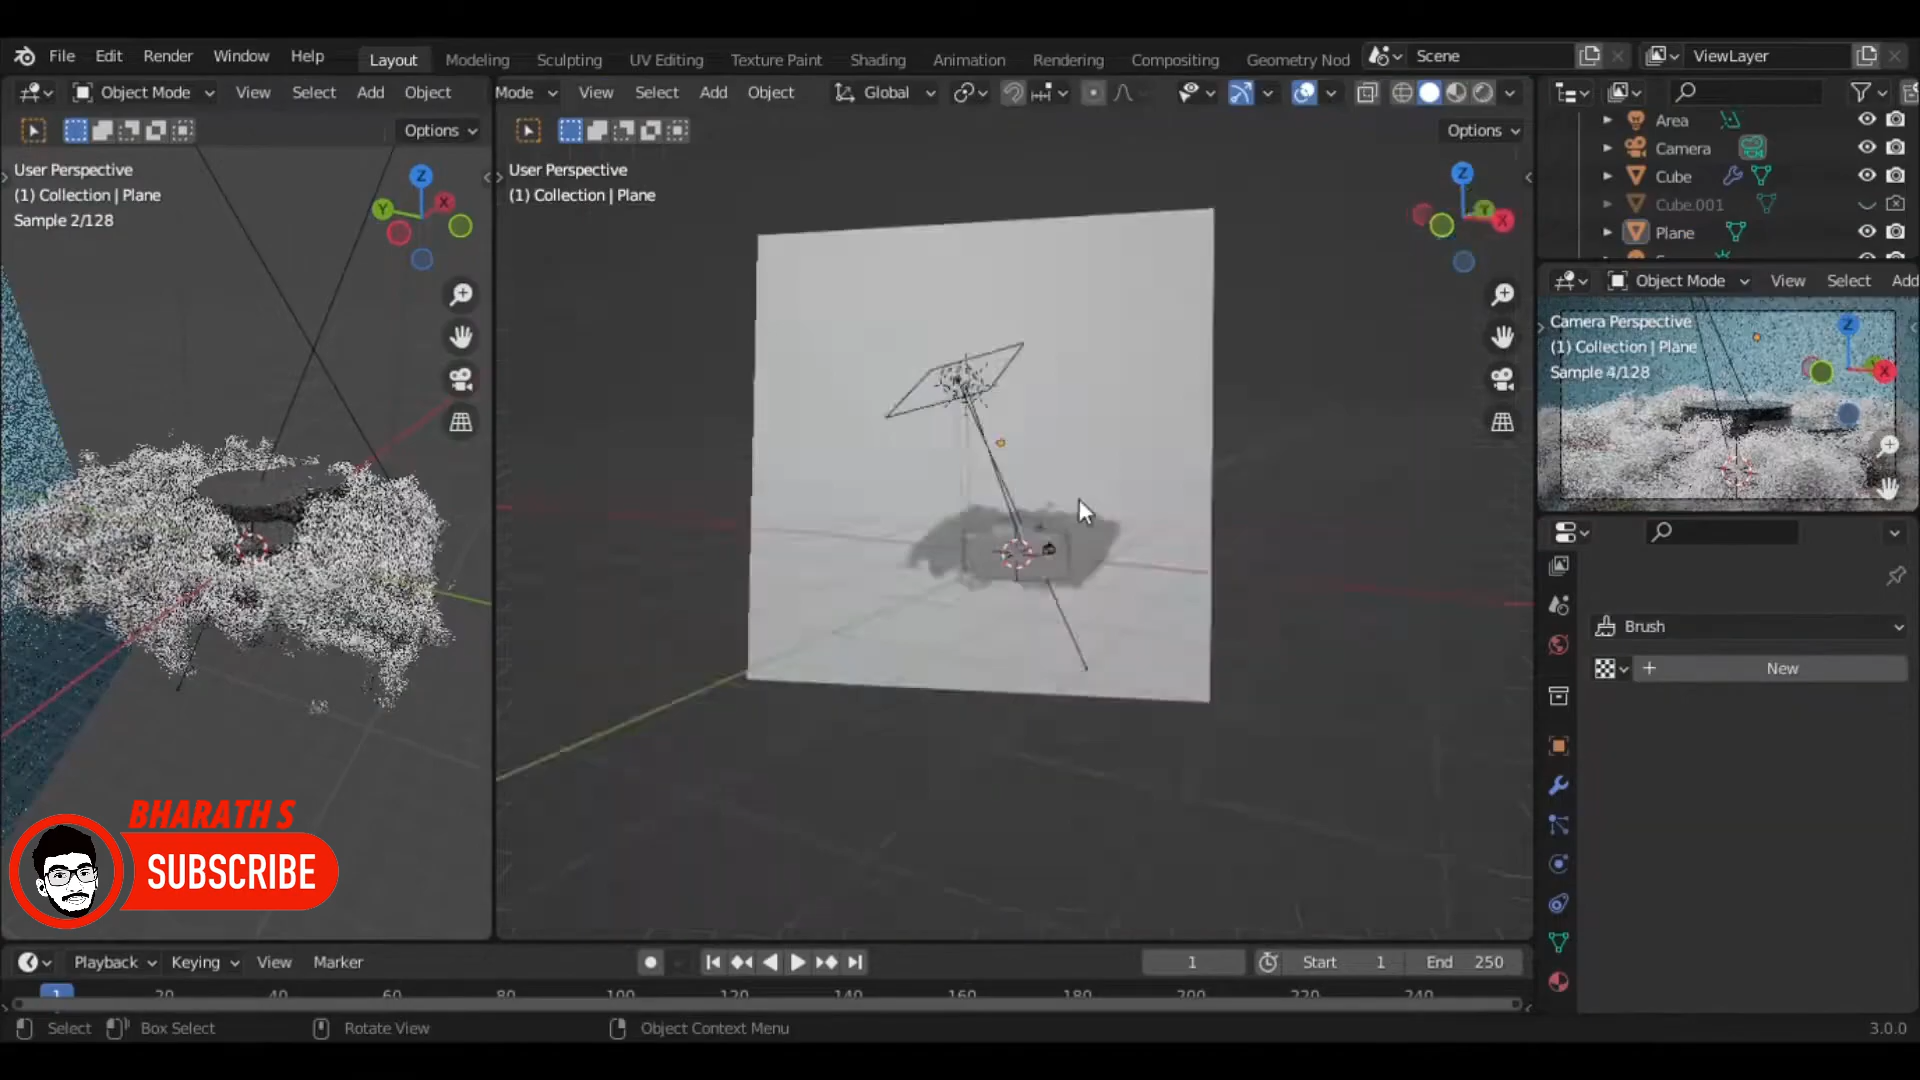 File Edit Render Window Help Layout Modeling Sculpting UV Editing Texture Paint Shading Animation Rendering Compositing Geometry Nod Scene ViewLayer
Object Mode View Select Add Object Mode View Select Add Object Global
Options Options
User Perspective
(1) Collection | Plane
Sample 2/128
Z
X
Y
User Perspective
(1) Collection | Plane
Z
Y
X
Area
Camera
Cube
Cube.001
Plane
Object Mode View Select Add
Camera Perspective
(1) Collection | Plane
Sample 4/128
Z
X
Brush
New
BHARATH S
SUBSCRIBE
Playback Keying View Marker 1 Start 1 End 250
1 20 40 60 80 100 120 140 160 180 200 220 240
Select Box Select Rotate View Object Context Menu 3.0.0